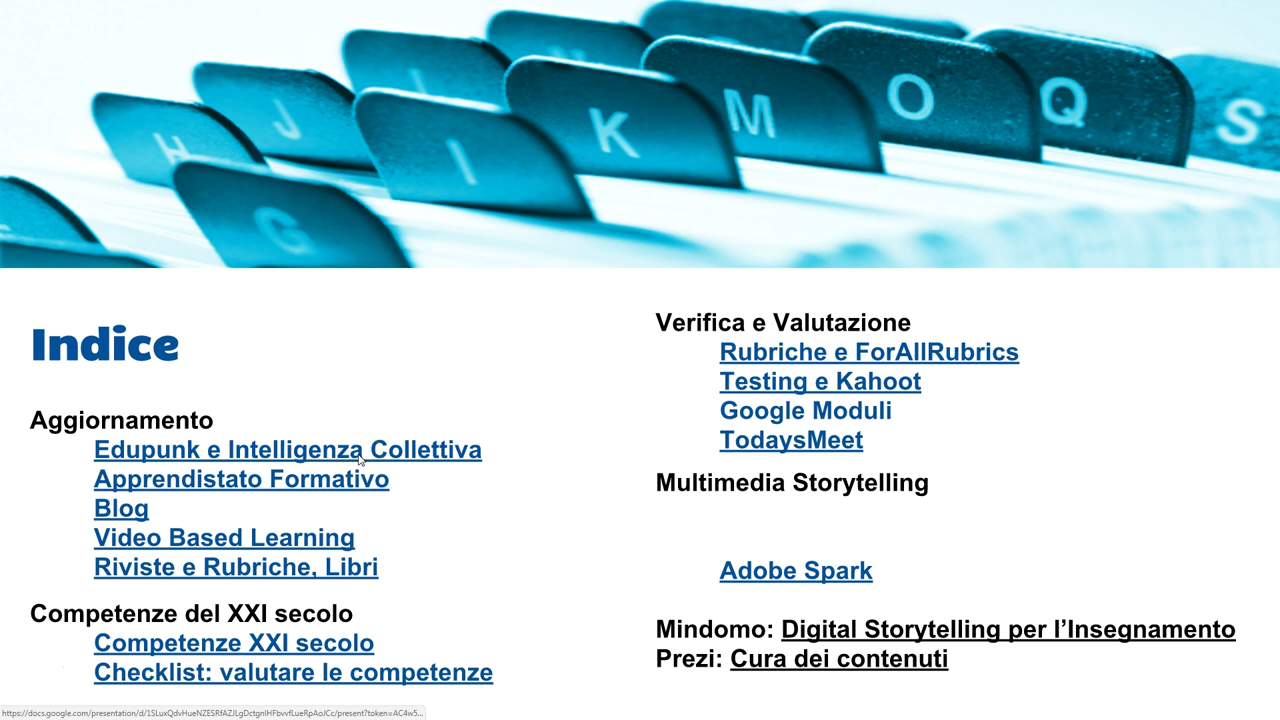 H
J
I
G
I
K
M
O
Q
S
Indice
Aggiornamento
Edupunk e Intelligenza Collettiva
Apprendistato Formativo
Blog
Video Based Learning
Riviste e Rubriche, Libri
Competenze del XXI secolo
Competenze XXI secolo
Checklist: valutare le competenze
Verifica e Valutazione
Rubriche e ForAllRubrics
Testing e Kahoot
Google Moduli
TodaysMeet
Multimedia Storytelling
Adobe Spark
Mindomo: Digital Storytelling per l’Insegnamento
Prezi: Cura dei contenuti